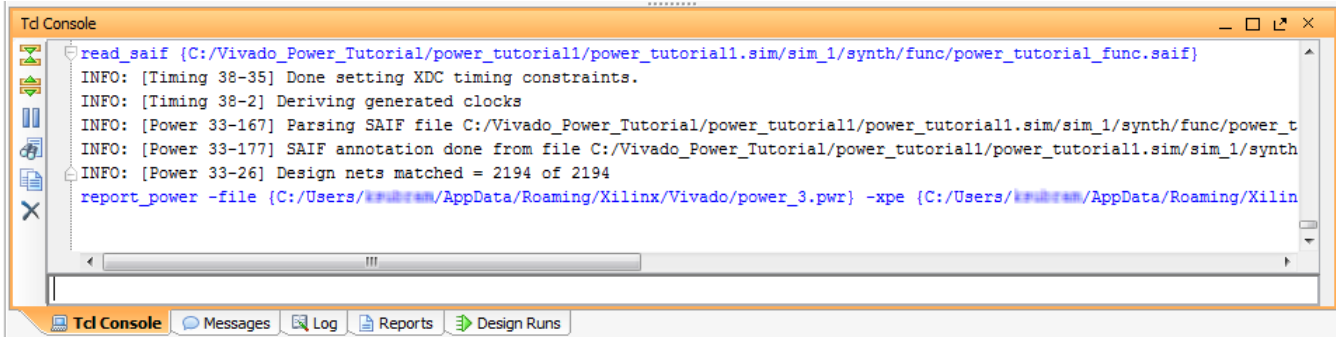 Tcl Console
read_saif {C:/Vivado_Power_Tutorial/power_tutorial1/power_tutorial1.sim/sim_1/synth/func/power_tutorial_func.saif}
INFO: [Timing 38-35] Done setting XDC timing constraints.
INFO: [Timing 38-2] Deriving generated clocks
INFO: [Power 33-167] Parsing SAIF file C:/Vivado_Power_Tutorial/power_tutorial1/power_tutorial1.sim/sim_1/synth/func/power_t
INFO: [Power 33-177] SAIF annotation done from file C:/Vivado_Power_Tutorial/power_tutorial1/power_tutorial1.sim/sim_1/synth
INFO: [Power 33-26] Design nets matched = 2194 of 2194
report_power -file {C:/Users/ /AppData/Roaming/Xilinx/Vivado/power_3.pwr} -xpe {C:/Users/ /AppData/Roaming/Xilin
Tcl Console Messages Log Reports Design Runs